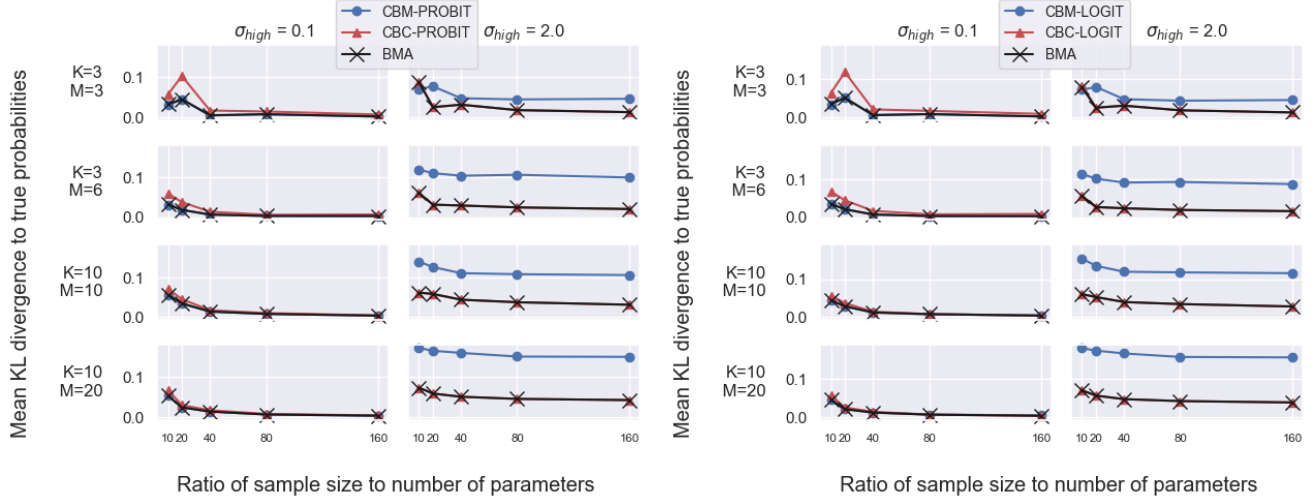 CBM-PROBIT
CBC-PROBIT
BMA
σhigh = 0.1
σhigh = 2.0
Mean KL divergence to true probabilities
K=3
M=3
0.1
0.0
K=3
M=6
0.1
0.0
K=10
M=10
0.1
0.0
K=10
M=20
0.1
0.0
10 20 40 80 160
10 20 40 80 160
Ratio of sample size to number of parameters
CBM-LOGIT
CBC-LOGIT
BMA
σhigh = 0.1
σhigh = 2.0
Mean KL divergence to true probabilities
K=3
M=3
0.1
0.0
K=3
M=6
0.1
0.0
K=10
M=10
0.1
0.0
K=10
M=20
0.1
0.0
10 20 40 80 160
10 20 40 80 160
Ratio of sample size to number of parameters